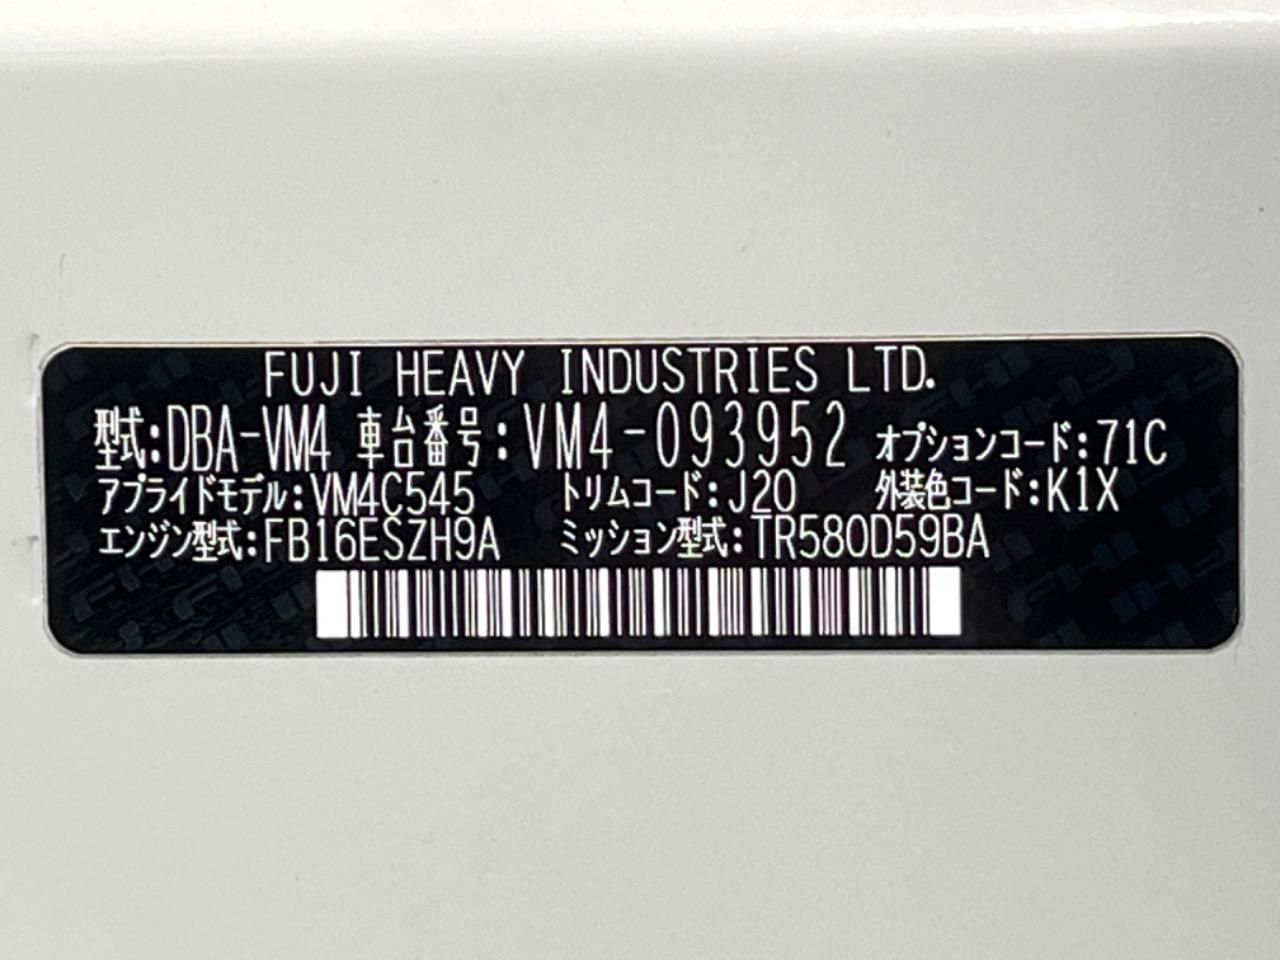 FUJI HEAVY INDUSTRIES LTD.
型式:DBA-VM4 車台番号:VM4-093952 オプションコード:71C
アプライドモデル:VM4C545 トリムコード:J20 外装色コード:K1X
エンジン型式:FB16ESZH9A ミッション型式:TR580D59BA